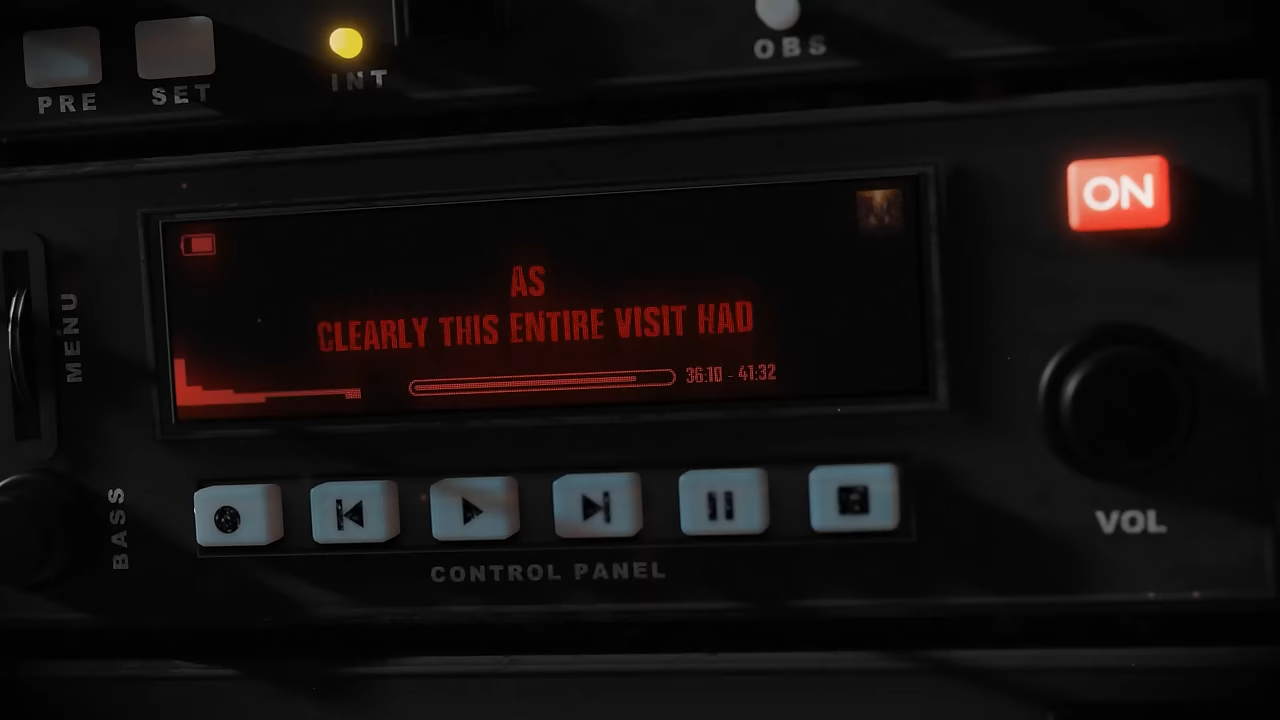 PRE
SET
INT
OBS
ON
AS
CLEARLY THIS ENTIRE VISIT HAD
36:10 - 41:32
MENU
BASS
VOL
CONTROL PANEL